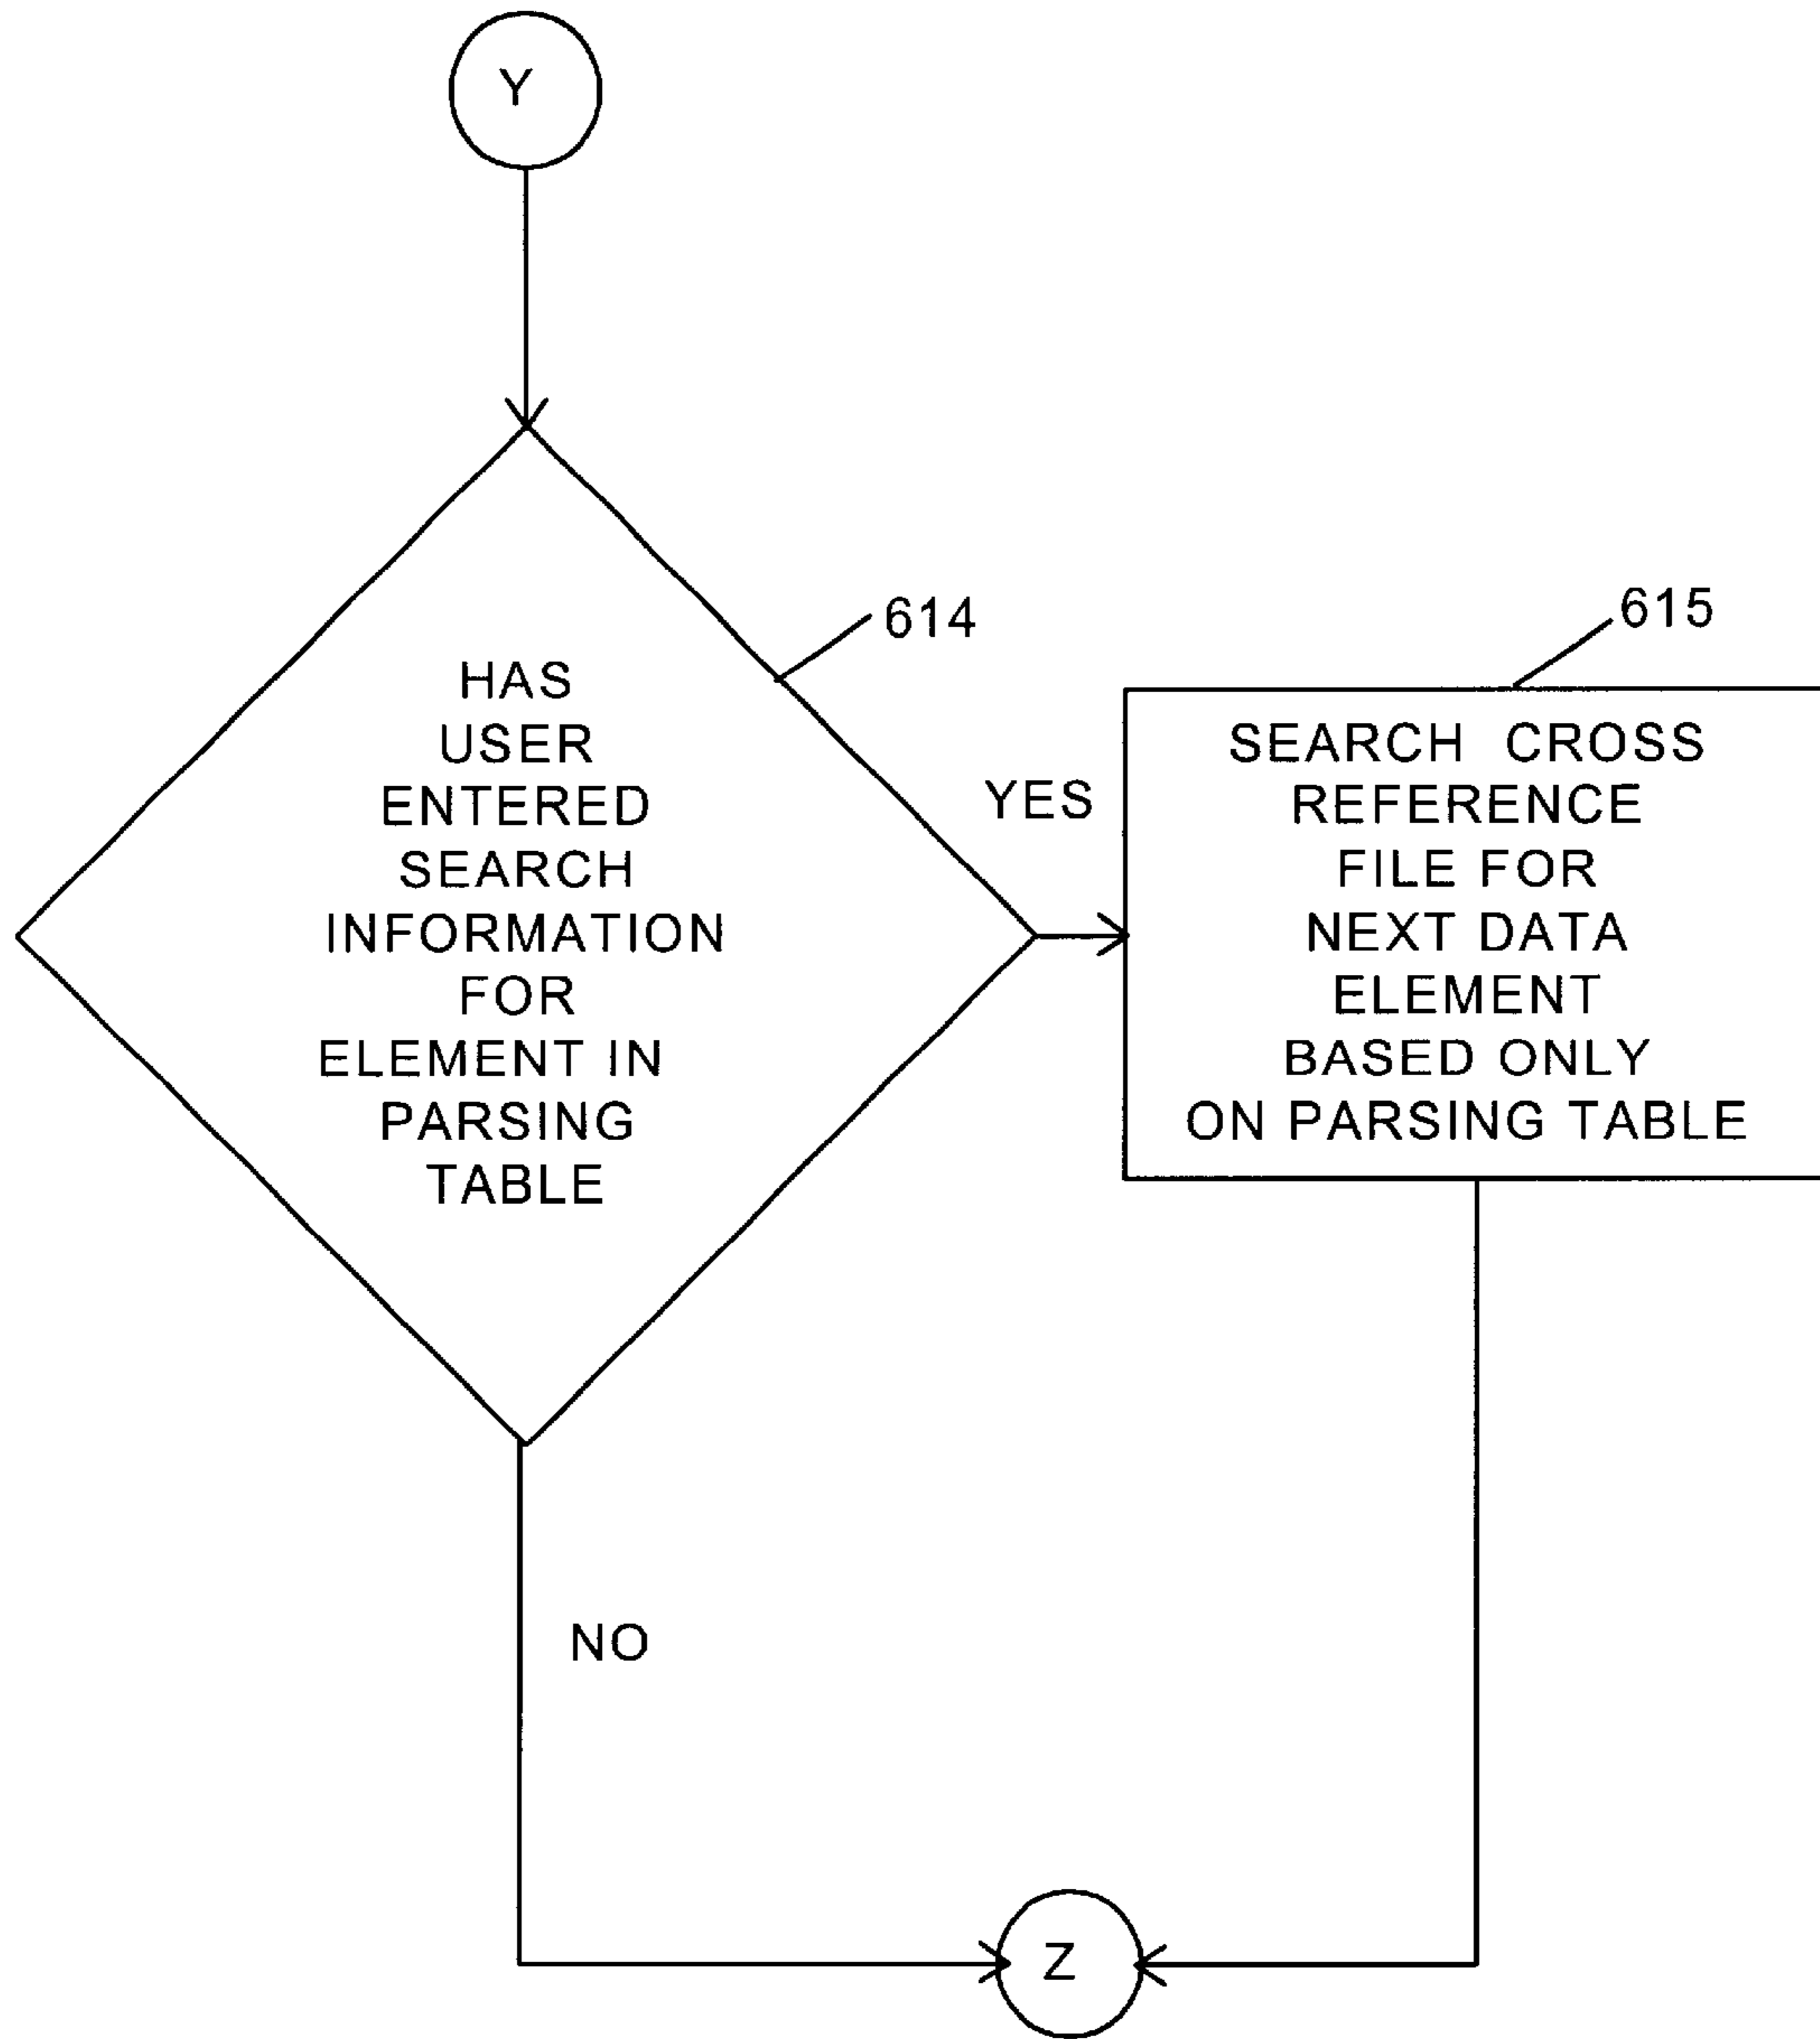 Y
614
HAS
USER
ENTERED
SEARCH
INFORMATION
FOR
ELEMENT IN
PARSING
TABLE
YES
615
SEARCH CROSS
REFERENCE
FILE FOR
NEXT DATA
ELEMENT
BASED ONLY
ON PARSING TABLE
NO
Z